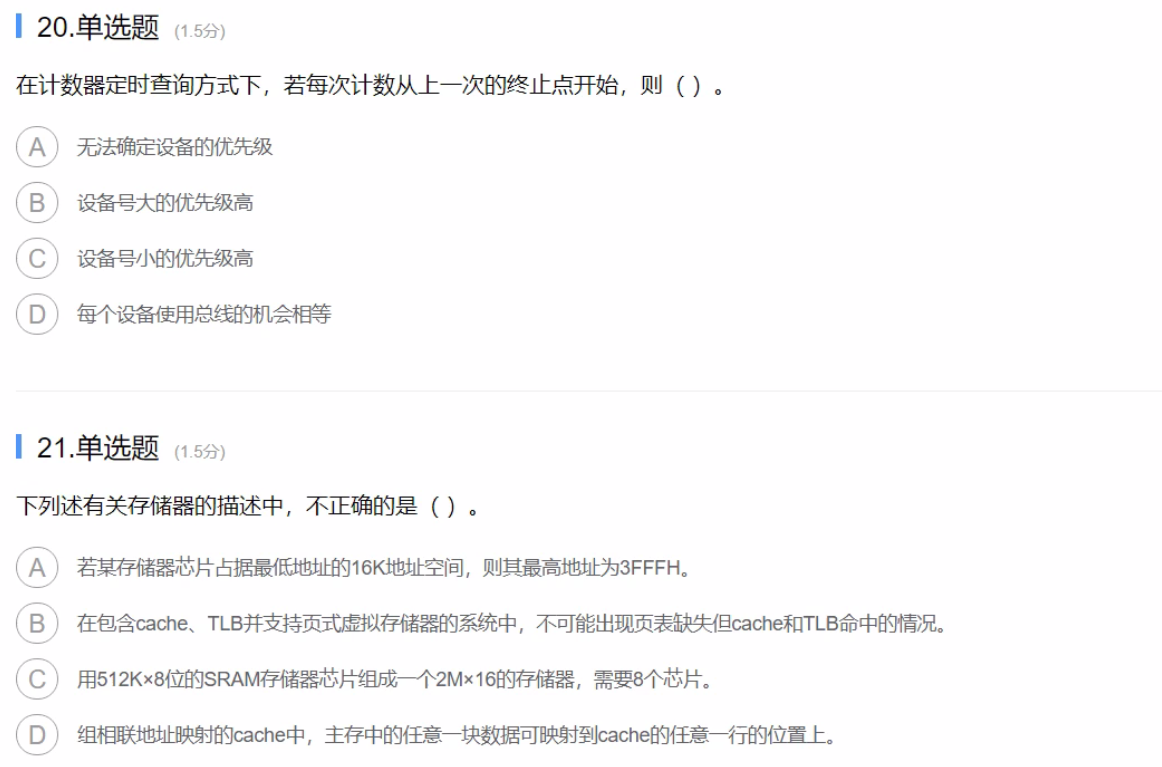 20.单选题 (1.5分)
在计数器定时查询方式下，若每次计数从上一次的终止点开始，则（ ）。
A 无法确定设备的优先级
B 设备号大的优先级高
C 设备号小的优先级高
D 每个设备使用总线的机会相等
21.单选题 (1.5分)
下列述有关存储器的描述中，不正确的是（ ）。
A 若某存储器芯片占据最低地址的16K地址空间，则其最高地址为3FFFH。
B 在包含cache、TLB并支持页式虚拟存储器的系统中，不可能出现页表缺失但cache和TLB命中的情况。
C 用512K×8位的SRAM存储器芯片组成一个2M×16的存储器，需要8个芯片。
D 组相联地址映射的cache中，主存中的任意一块数据可映射到cache的任意一行的位置上。